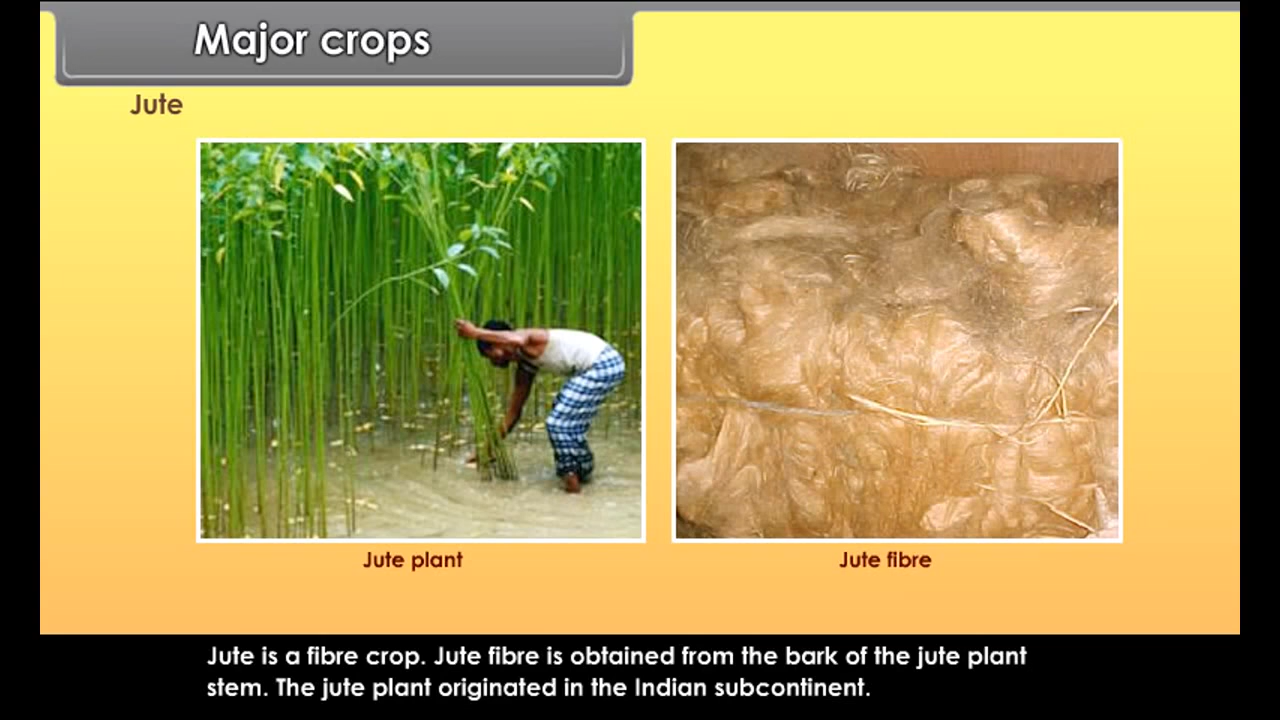 Major crops
Jute
Jute plant
Jute fibre
Jute is a fibre crop. Jute fibre is obtained from the bark of the jute plant
stem. The jute plant originated in the Indian subcontinent.